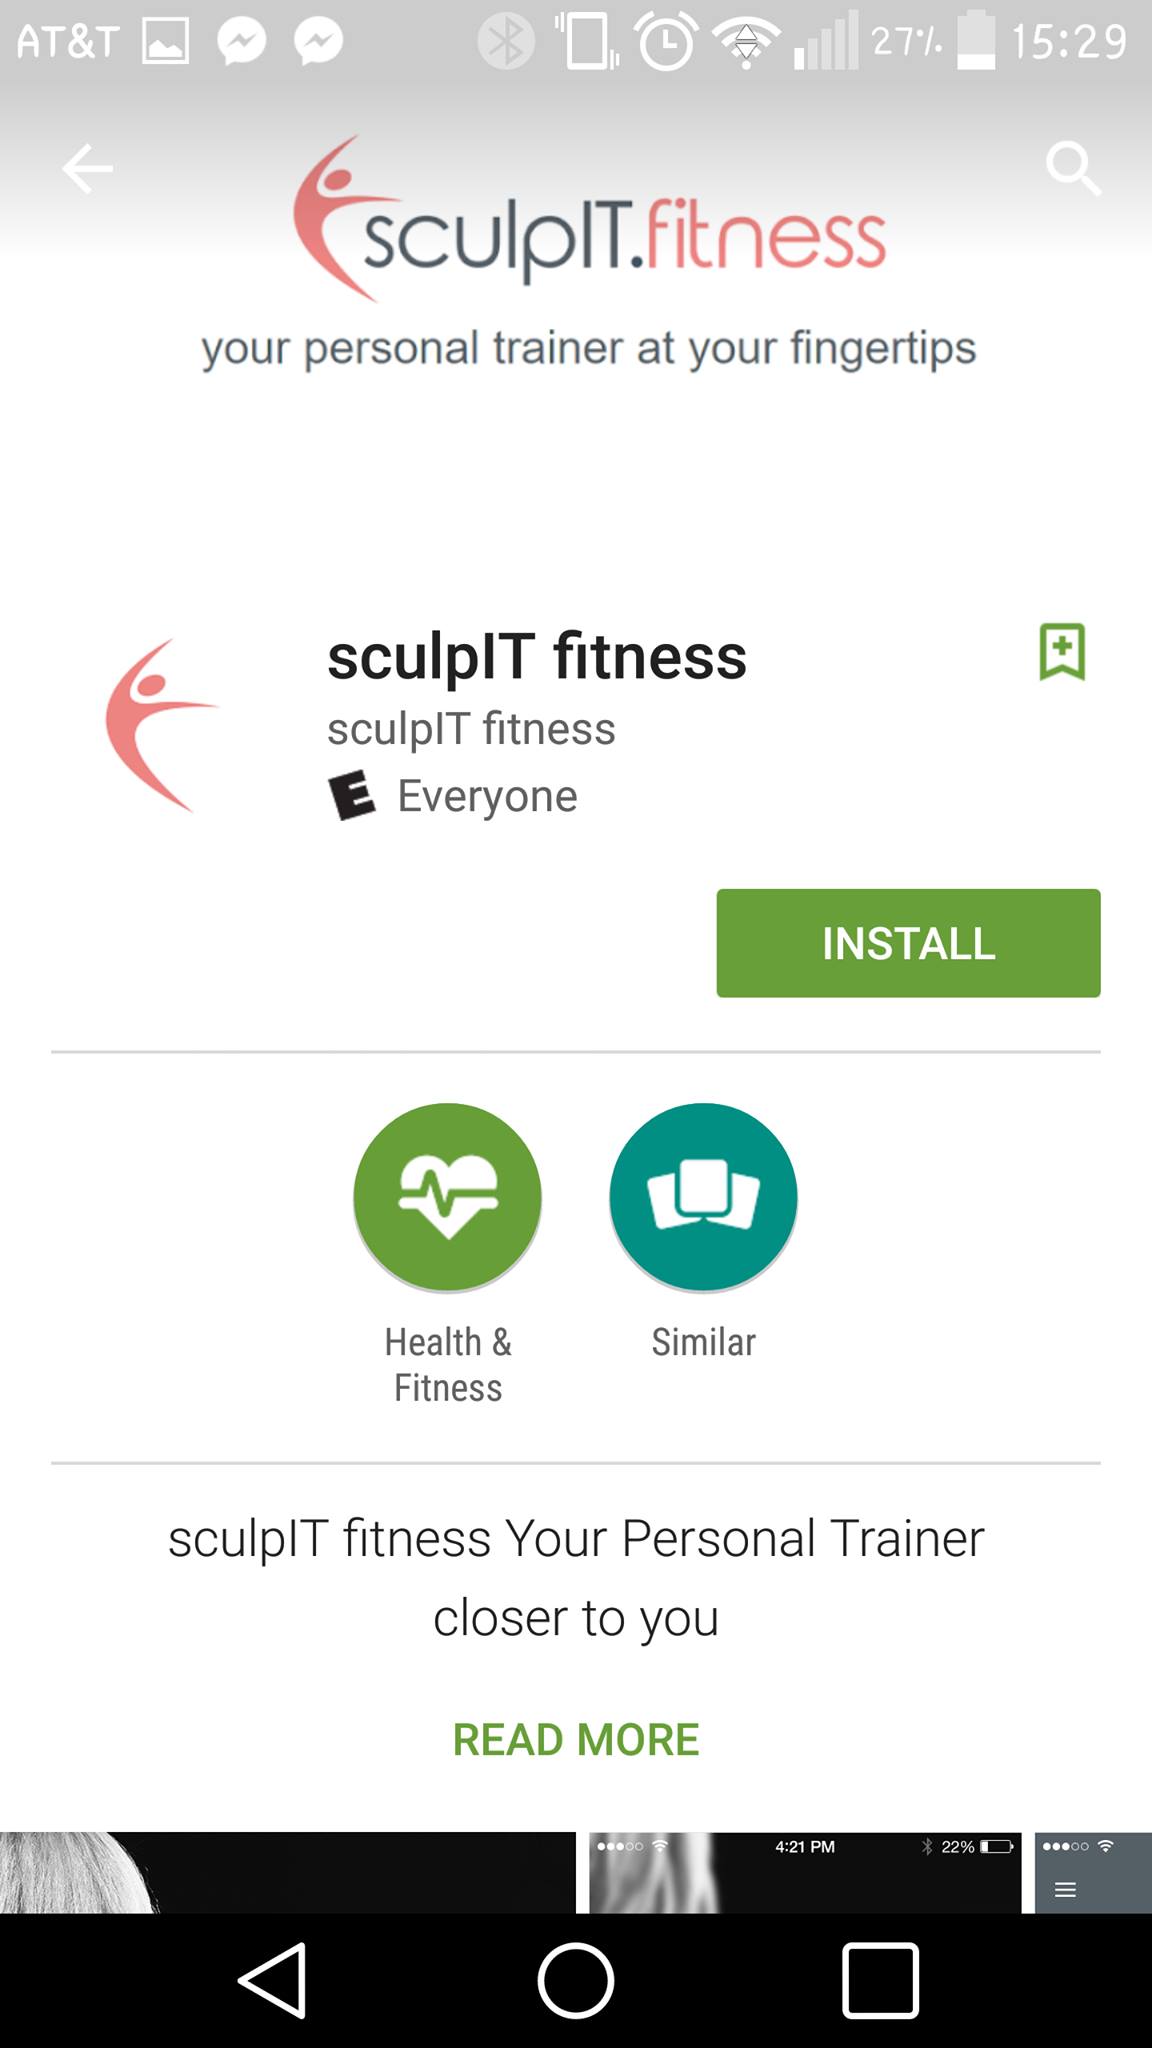 AT&T 27% 15:29
sculpIT.fitness
your personal trainer at your fingertips
sculpIT fitness
sculpIT fitness
E Everyone
INSTALL
Health &
Fitness
Similar
sculpIT fitness Your Personal Trainer
closer to you
READ MORE
4:21 PM 22%